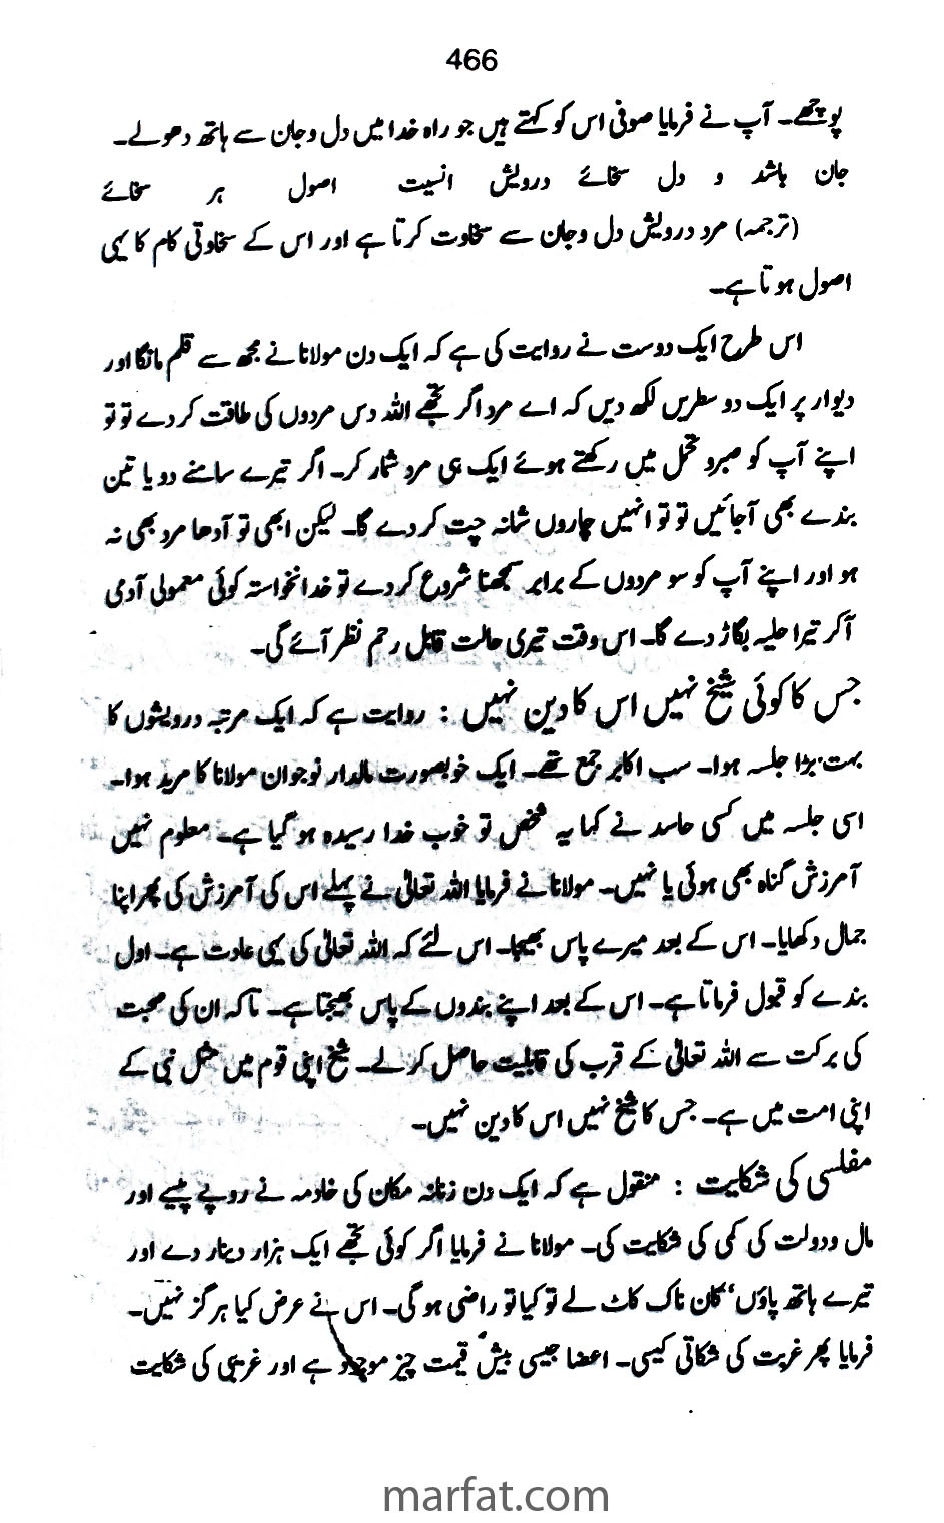 466
پوچھے۔ آپ نے فرمایا صوفی اس کو کہتے ہیں جو راہ خدا میں دل و جان سے ہاتھ دھولے۔
جان باشد و دل سخائے درویش انسیت اصول ہر سخائے
(ترجمہ) مرد درویش دل و جان سے سخاوت کرتا ہے اور اس کے سخاوتی کام کا یہی
اصول ہوتا ہے۔
اس طرح ایک دوست نے روایت کی ہے کہ ایک دن مولانا نے مجھ سے قلم مانگا اور
دیوار پر ایک دو سطریں لکھ دیں کہ اے مرد اگر تجھے اللہ دس مردوں کی طاقت کر دے تو تو
اپنے آپ کو صبر و تحمل میں رکھتے ہوئے ایک ہی مرد شمار کر۔ اگر تیرے سامنے دو یا تین
بندے بھی آجائیں تو تو انہیں چاروں شانہ چت کر دے گا۔ لیکن ابھی تو آدھا مرد بھی نہ
ہو اور اپنے آپ کو سو مردوں کے برابر سمجھنا شروع کر دے تو خدانخواستہ کوئی معمولی آدمی
آکر تیرا حلیہ بگاڑ دے گا۔ اس وقت تیری حالت قابل رحم نظر آئے گی۔
جس کا کوئی شیخ نہیں اس کا دین نہیں : روایت ہے کہ ایک مرتبہ درویشوں کا
بہت بڑا جلسہ ہوا۔ سب اکابر جمع تھے۔ ایک خوبصورت مالدار نوجوان مولانا کا مرید ہوا۔
اسی جلسہ میں کسی حاسد نے کہا یہ شخص تو خوب خدا رسیدہ ہو گیا ہے۔ معلوم نہیں
آمرزش گناہ بھی ہوئی یا نہیں۔ مولانا نے فرمایا اللہ تعالیٰ نے پہلے اس کی آمرزش کی پھر اپنا
جمال دکھایا۔ اس کے بعد میرے پاس بھیجا۔ اس لئے کہ اللہ تعالیٰ کی یہی عادت ہے۔ اول
بندے کو قبول فرماتا ہے۔ اس کے بعد اپنے بندوں کے پاس بھیجتا ہے۔ تاکہ ان کی صحبت
کی برکت سے اللہ تعالیٰ کے قرب کی قابلیت حاصل کر لے۔ شیخ اپنی قوم میں مثل نبی کے
اپنی امت میں ہے۔ جس کا شیخ نہیں اس کا دین نہیں۔
مفلسی کی شکایت : منقول ہے کہ ایک دن زنانہ مکان کی خادمہ نے روپے پیسے اور
مال و دولت کی کمی کی شکایت کی۔ مولانا نے فرمایا اگر کوئی تجھے ایک ہزار دینار دے اور
تیرے ہاتھ پاؤں‘ کان ناک کاٹ لے تو کیا تو راضی ہوگی۔ اس نے عرض کیا ہرگز نہیں۔
فرمایا پھر غربت کی شکاتی کیسی۔ اعضا جیسی بیش قیمت چیز موجود ہے اور غریبی کی شکایت
marfat.com